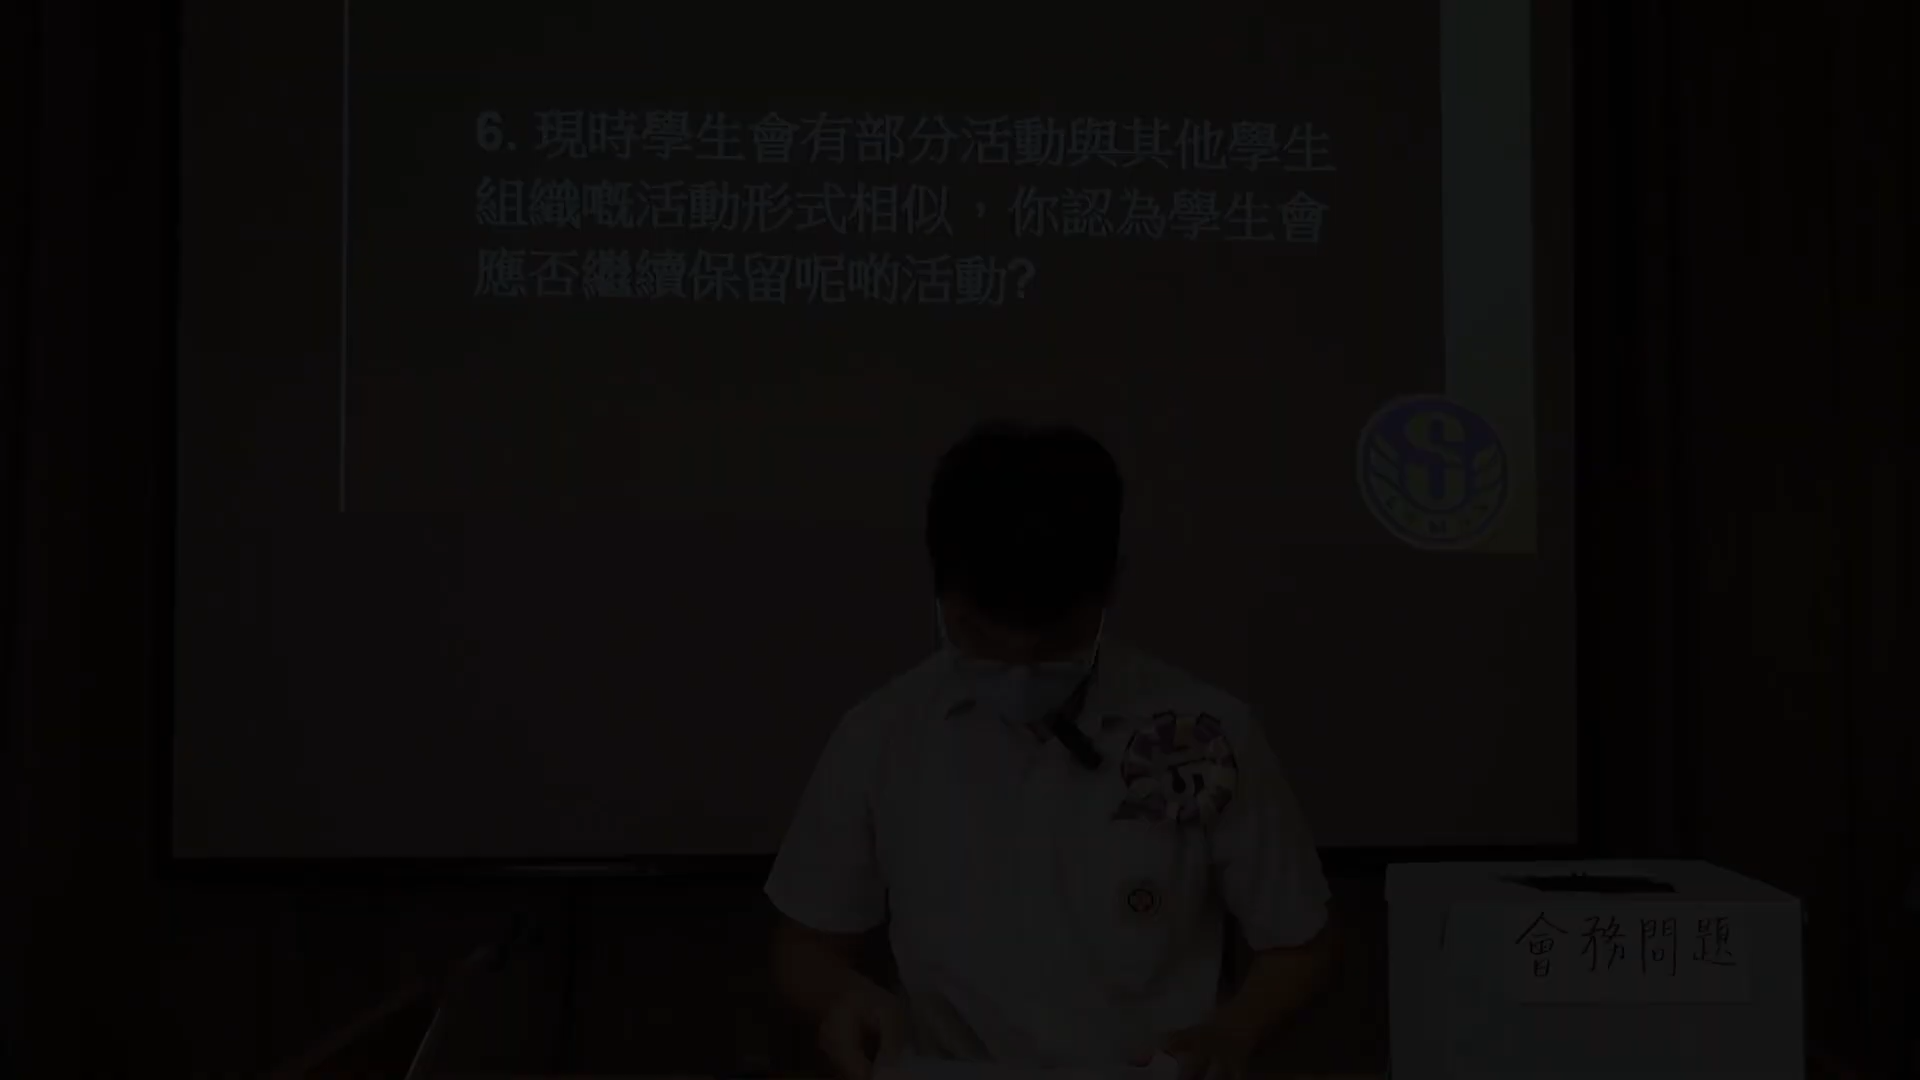 6. 現時學生會有部分活動與其他學生
組織嘅活動形式相似，你認為學生會
應否繼續保留呢啲活動?
會務問題